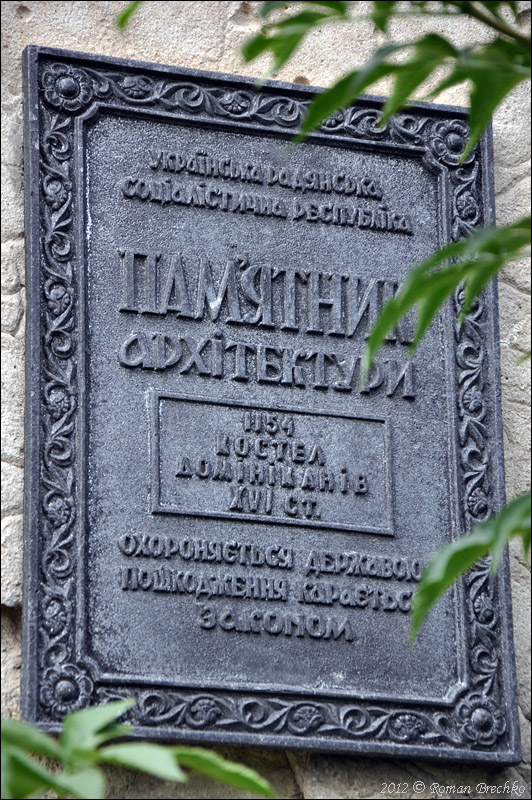 Українська Радянська
Соціалістична Республіка
ПАМ'ЯТНИК
АРХІТЕКТУРИ
1154
КОСТЕЛ
ДОМІНІКАНІВ
XVI СТ.
ОХОРОНЯЄТЬСЯ ДЕРЖАВОЮ
ПОШКОДЖЕННЯ КАРАЄТЬСЯ
ЗАКОНОМ
2012 © Roman Brechko